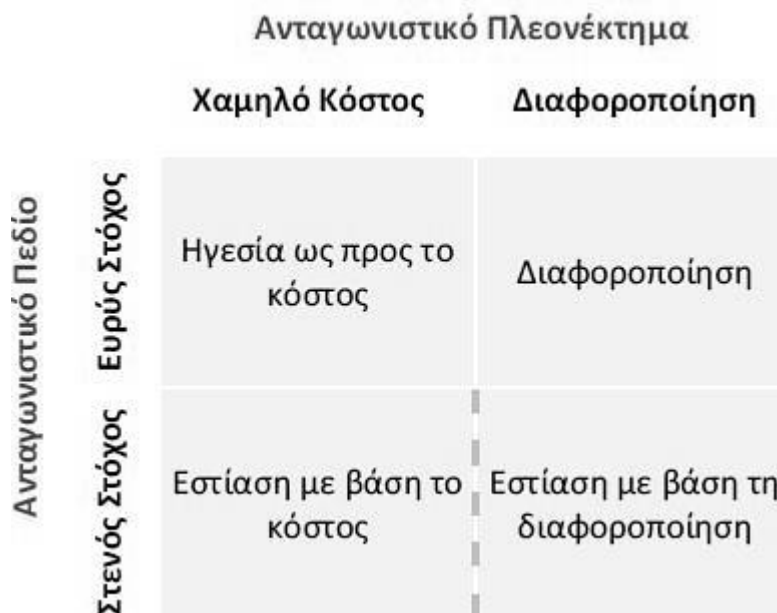 Ανταγωνιστικό Πλεονέκτημα
Χαμηλό Κόστος
Διαφοροποίηση
Ανταγωνιστικό Πεδίο
Ευρύς Στόχος
Ηγεσία ως προς το
κόστος
Διαφοροποίηση
Στενός Στόχος
Εστίαση με βάση το
κόστος
Εστίαση με βάση τη
διαφοροποίηση